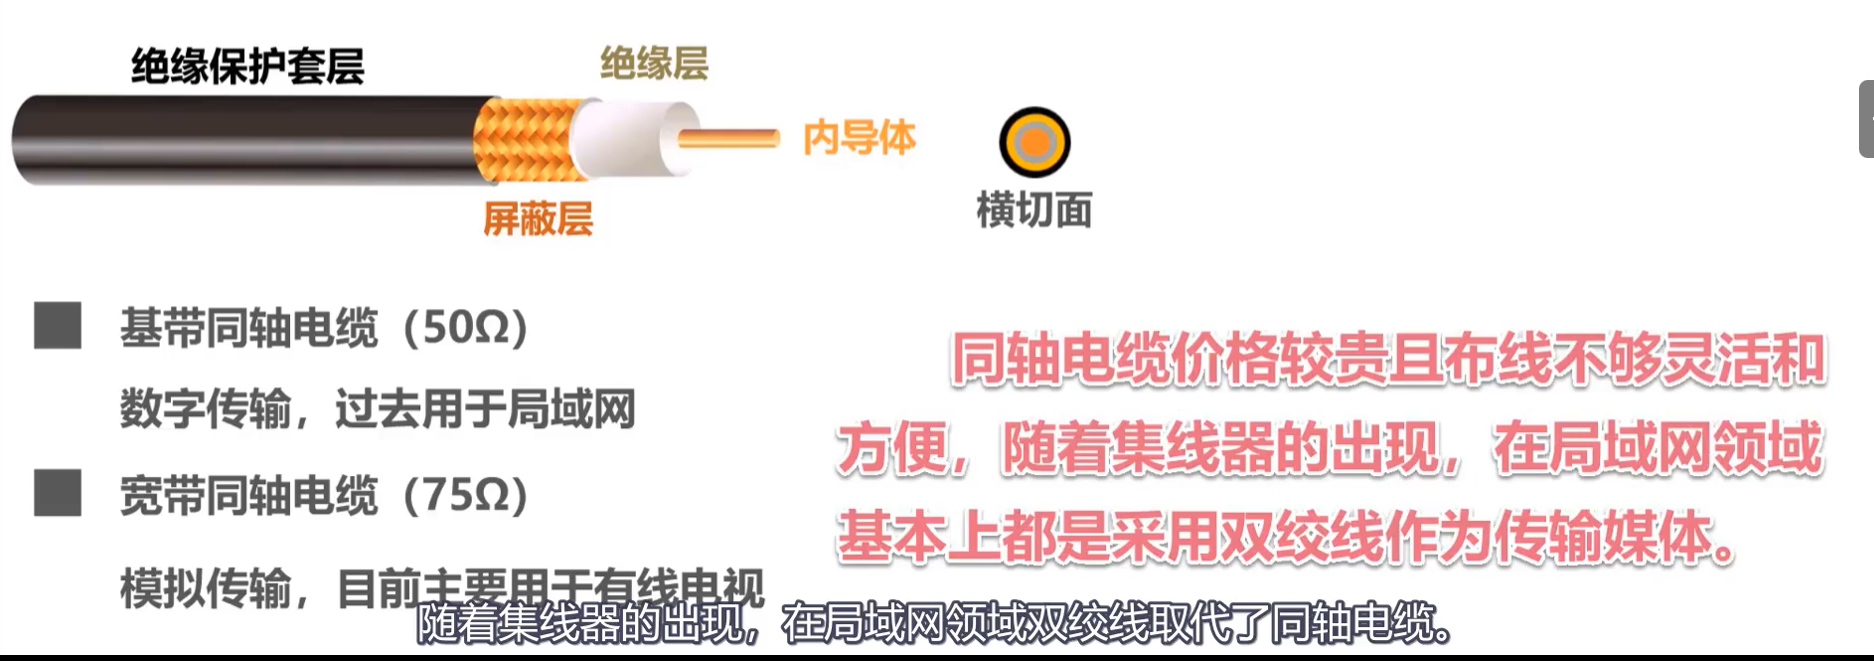 绝缘保护套层
绝缘层
内导体
屏蔽层
横切面
基带同轴电缆（50Ω）
数字传输，过去用于局域网
宽带同轴电缆（75Ω）
模拟传输，目前主要用于有线电视
同轴电缆价格较贵且布线不够灵活和
方便，随着集线器的出现，在局域网领域
基本上都是采用双绞线作为传输媒体。
随着集线器的出现，在局域网领域双绞线取代了同轴电缆。